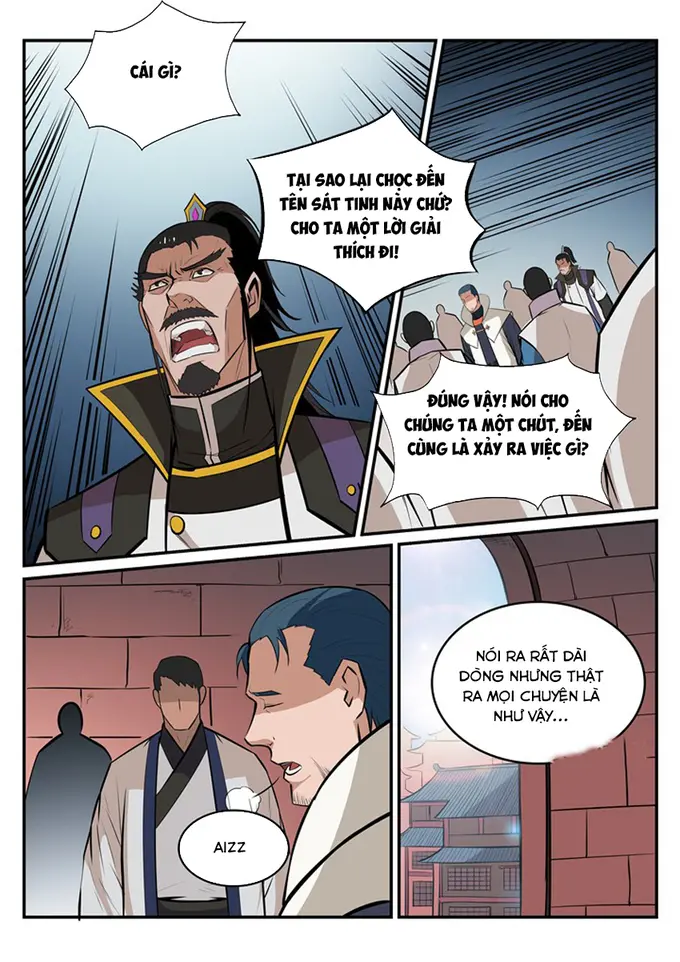 CÁI GÌ?
TẠI SAO LẠI CHỌC ĐẾN
TÊN SÁT TINH NÀY CHỨ?
CHO TA MỘT LỜI GIẢI
THÍCH ĐI!
ĐÚNG VẬY! NÓI CHO
CHÚNG TA MỘT CHÚT, ĐẾN
CÙNG LÀ XẢY RA VIỆC GÌ?
AIZZ
NÓI RA RẤT DÀI
DÒNG NHƯNG THẬT
RA MỌI CHUYỆN LÀ
NHƯ VẬY...